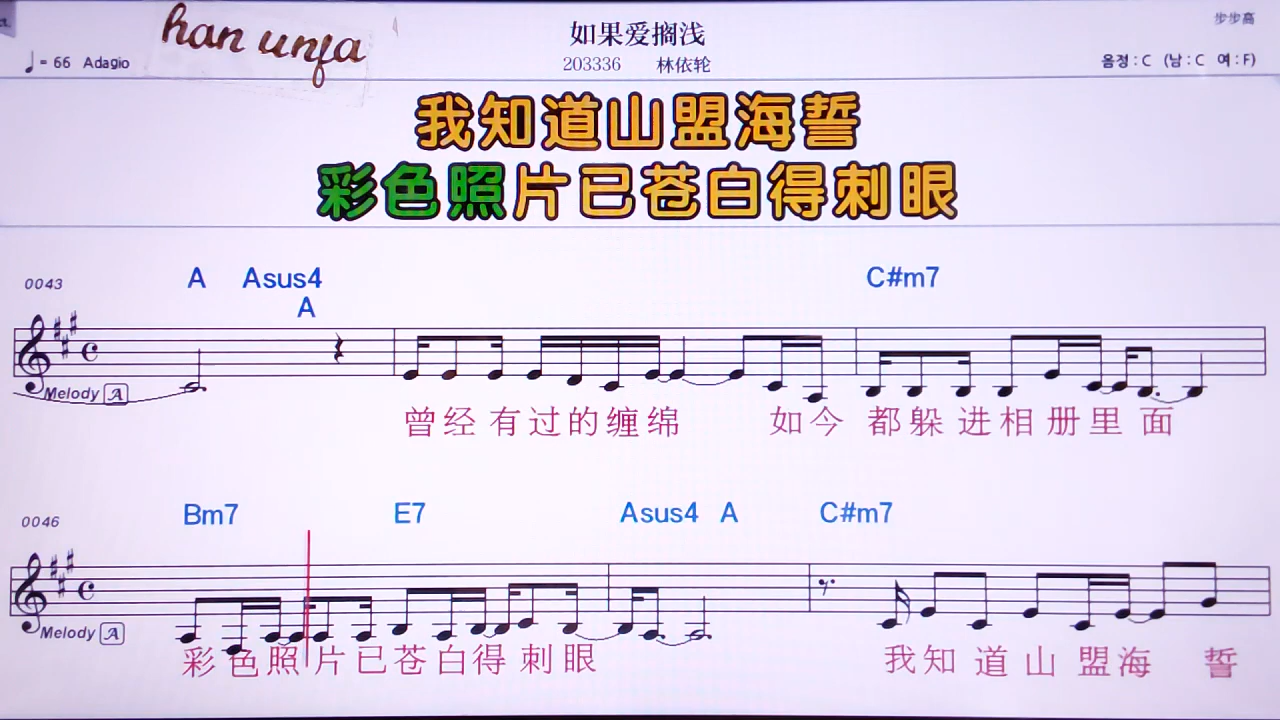 han unfa
如果爱搁浅
步步高
= 66 Adagio
203336 林依轮
음정 : C (남 : C 여 : F)
我知道山盟海誓
彩色照片已苍白得刺眼
0043 A Asus4 C#m7
A
Melody A
曾经有过的缠绵 如今都躲进相册里面
0046 Bm7 E7 Asus4 A C#m7
Melody A
彩色照片已苍白得刺眼 我知道山盟海誓